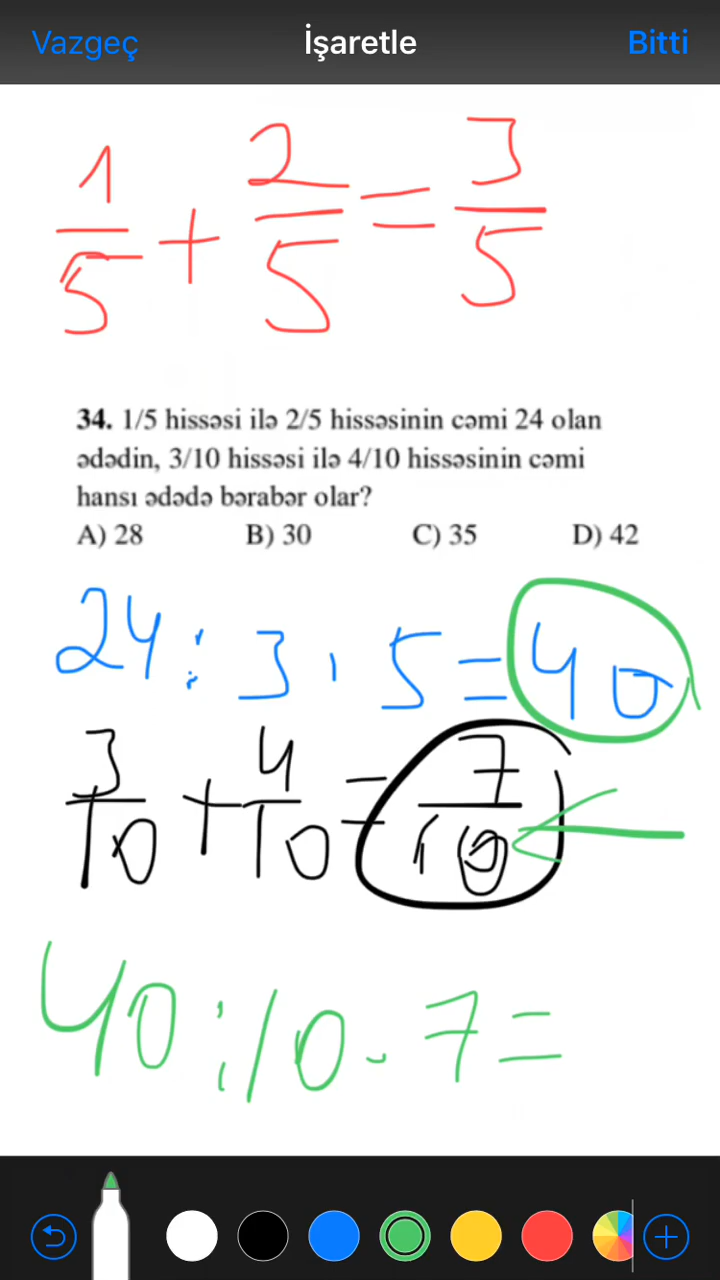 Vazgeç İşaretle Bitti
1/5 + 2/5 = 3/5
34. 1/5 hissəsi ilə 2/5 hissəsinin cəmi 24 olan
ədədin, 3/10 hissəsi ilə 4/10 hissəsinin cəmi
hansı ədədə bərabər olar?
A) 28 B) 30 C) 35 D) 42
24 : 3 · 5 = 40
3/10 + 4/10 = 7/10
40 : 10 · 7 =